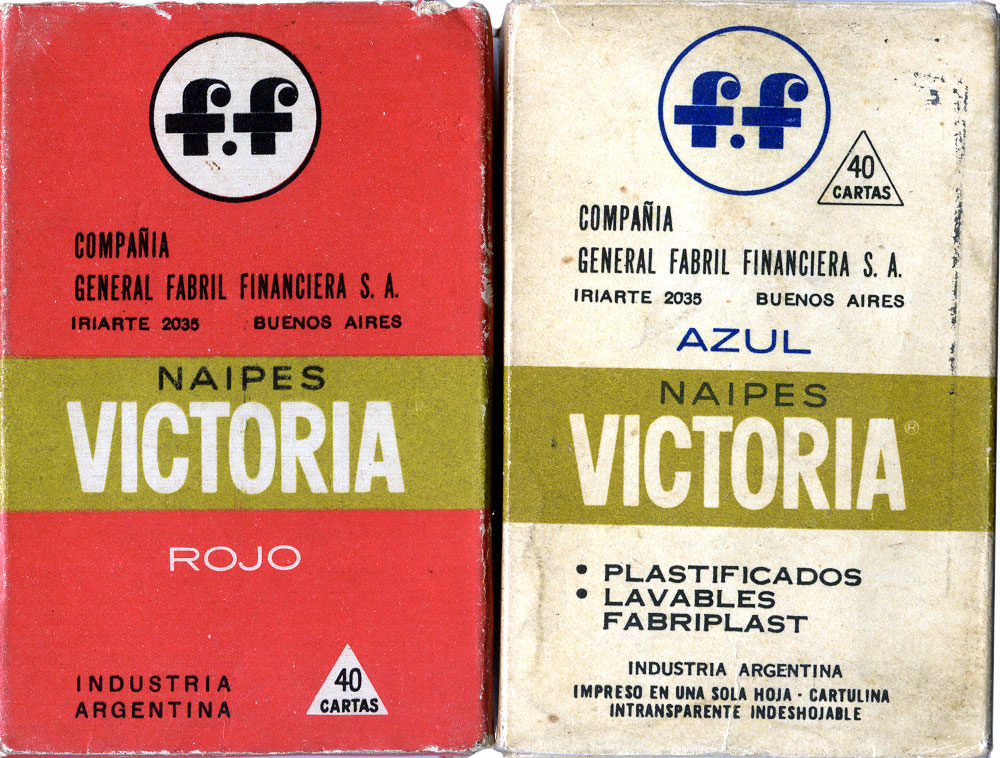 f.f
COMPAÑIA
GENERAL FABRIL FINANCIERA S. A.
IRIARTE 2035 BUENOS AIRES
NAIPES
VICTORIA
ROJO
INDUSTRIA
ARGENTINA
40
CARTAS
f.f
40
CARTAS
COMPAÑIA
GENERAL FABRIL FINANCIERA S. A.
IRIARTE 2035 BUENOS AIRES
AZUL
NAIPES
VICTORIA®
• PLASTIFICADOS
• LAVABLES
FABRIPLAST
INDUSTRIA ARGENTINA
IMPRESO EN UNA SOLA HOJA - CARTULINA
INTRANSPARENTE INDESHOJABLE